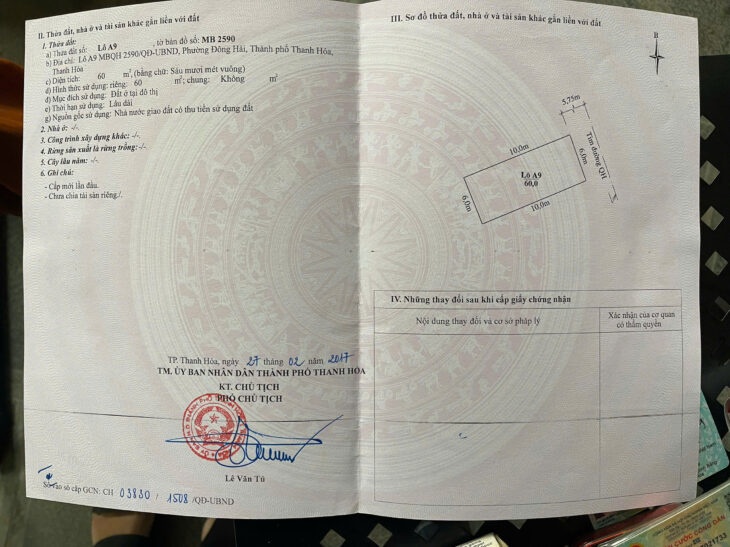 II. Thửa đất, nhà ở và tài sản khác gắn liền với đất
1. Thửa đất:
a) Thửa đất số: Lô A9 , tờ bản đồ số: MB 2590
b) Địa chỉ: Lô A9 MBQH 2590/QĐ-UBND, Phường Đông Hải, Thành phố Thanh Hóa,
Thanh Hóa
c) Diện tích: 60 m², (bằng chữ: Sáu mươi mét vuông)
d) Hình thức sử dụng: riêng: 60 m²; chung: Không m²
đ) Mục đích sử dụng: Đất ở tại đô thị
e) Thời hạn sử dụng: Lâu dài
g) Nguồn gốc sử dụng: Nhà nước giao đất có thu tiền sử dụng đất
2. Nhà ở: -/-
3. Công trình xây dựng khác: -/-
4. Rừng sản xuất là rừng trồng: -/-
5. Cây lâu năm: -/-
6. Ghi chú:
- Cấp mới lần đầu.
- Chưa chia tài sản riêng./.
TP. Thanh Hóa, ngày 27 tháng 02 năm 2017
TM. ỦY BAN NHÂN DÂN THÀNH PHỐ THANH HÓA
KT. CHỦ TỊCH
PHÓ CHỦ TỊCH
Lê Văn Tú
Số vào sổ cấp GCN: CH 03830 / 1508 /QĐ-UBND
III. Sơ đồ thửa đất, nhà ở và tài sản khác gắn liền với đất
B
5,75m
10,0m
6,0m
Tim đường QH
Lô A9
60,0
6,0m
10,0m
IV. Những thay đổi sau khi cấp giấy chứng nhận
Nội dung thay đổi và cơ sở pháp lý
Xác nhận của cơ quan
có thẩm quyền
CƯỚC CÔNG DÂN
021733